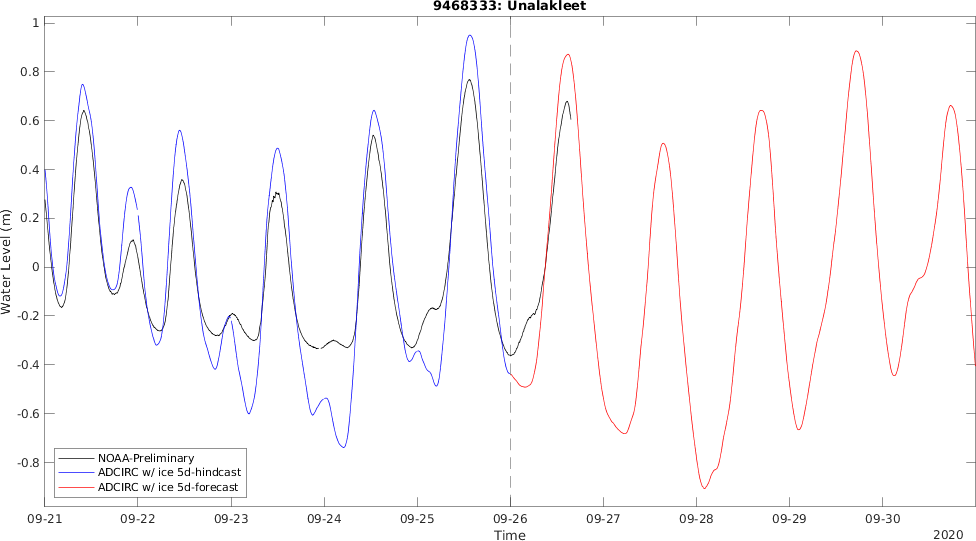 9468333: Unalakleet
Water Level (m)
1
0.8
0.6
0.4
0.2
0
-0.2
-0.4
-0.6
-0.8
NOAA-Preliminary
ADCIRC w/ ice 5d-hindcast
ADCIRC w/ ice 5d-forecast
09-21 09-22 09-23 09-24 09-25 09-26 09-27 09-28 09-29 09-30
Time
2020